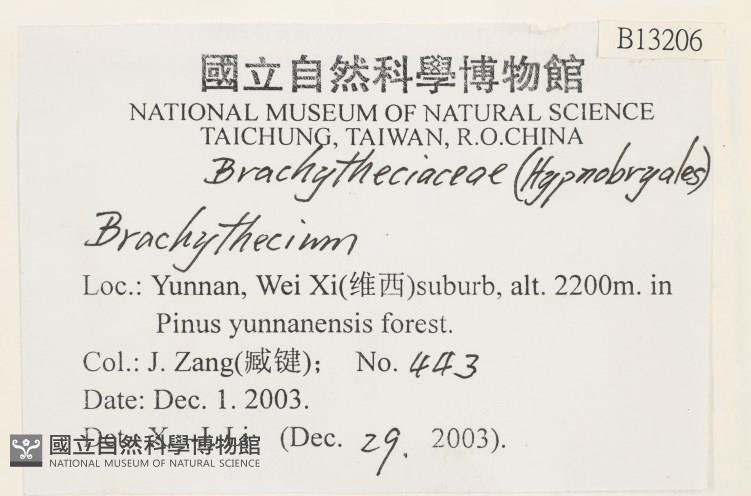 B13206
國立自然科學博物館
NATIONAL MUSEUM OF NATURAL SCIENCE
TAICHUNG, TAIWAN, R.O.CHINA
Brachytheciaceae (Hypnobryales)
Brachythecium
Loc.: Yunnan, Wei Xi(维西)suburb, alt. 2200m. in
Pinus yunnanensis forest.
Col.: J. Zang(臧键); No. 443
Date: Dec. 1. 2003.
(Dec. 29. 2003).
國立自然科學博物館
NATIONAL MUSEUM OF NATURAL SCIENCE